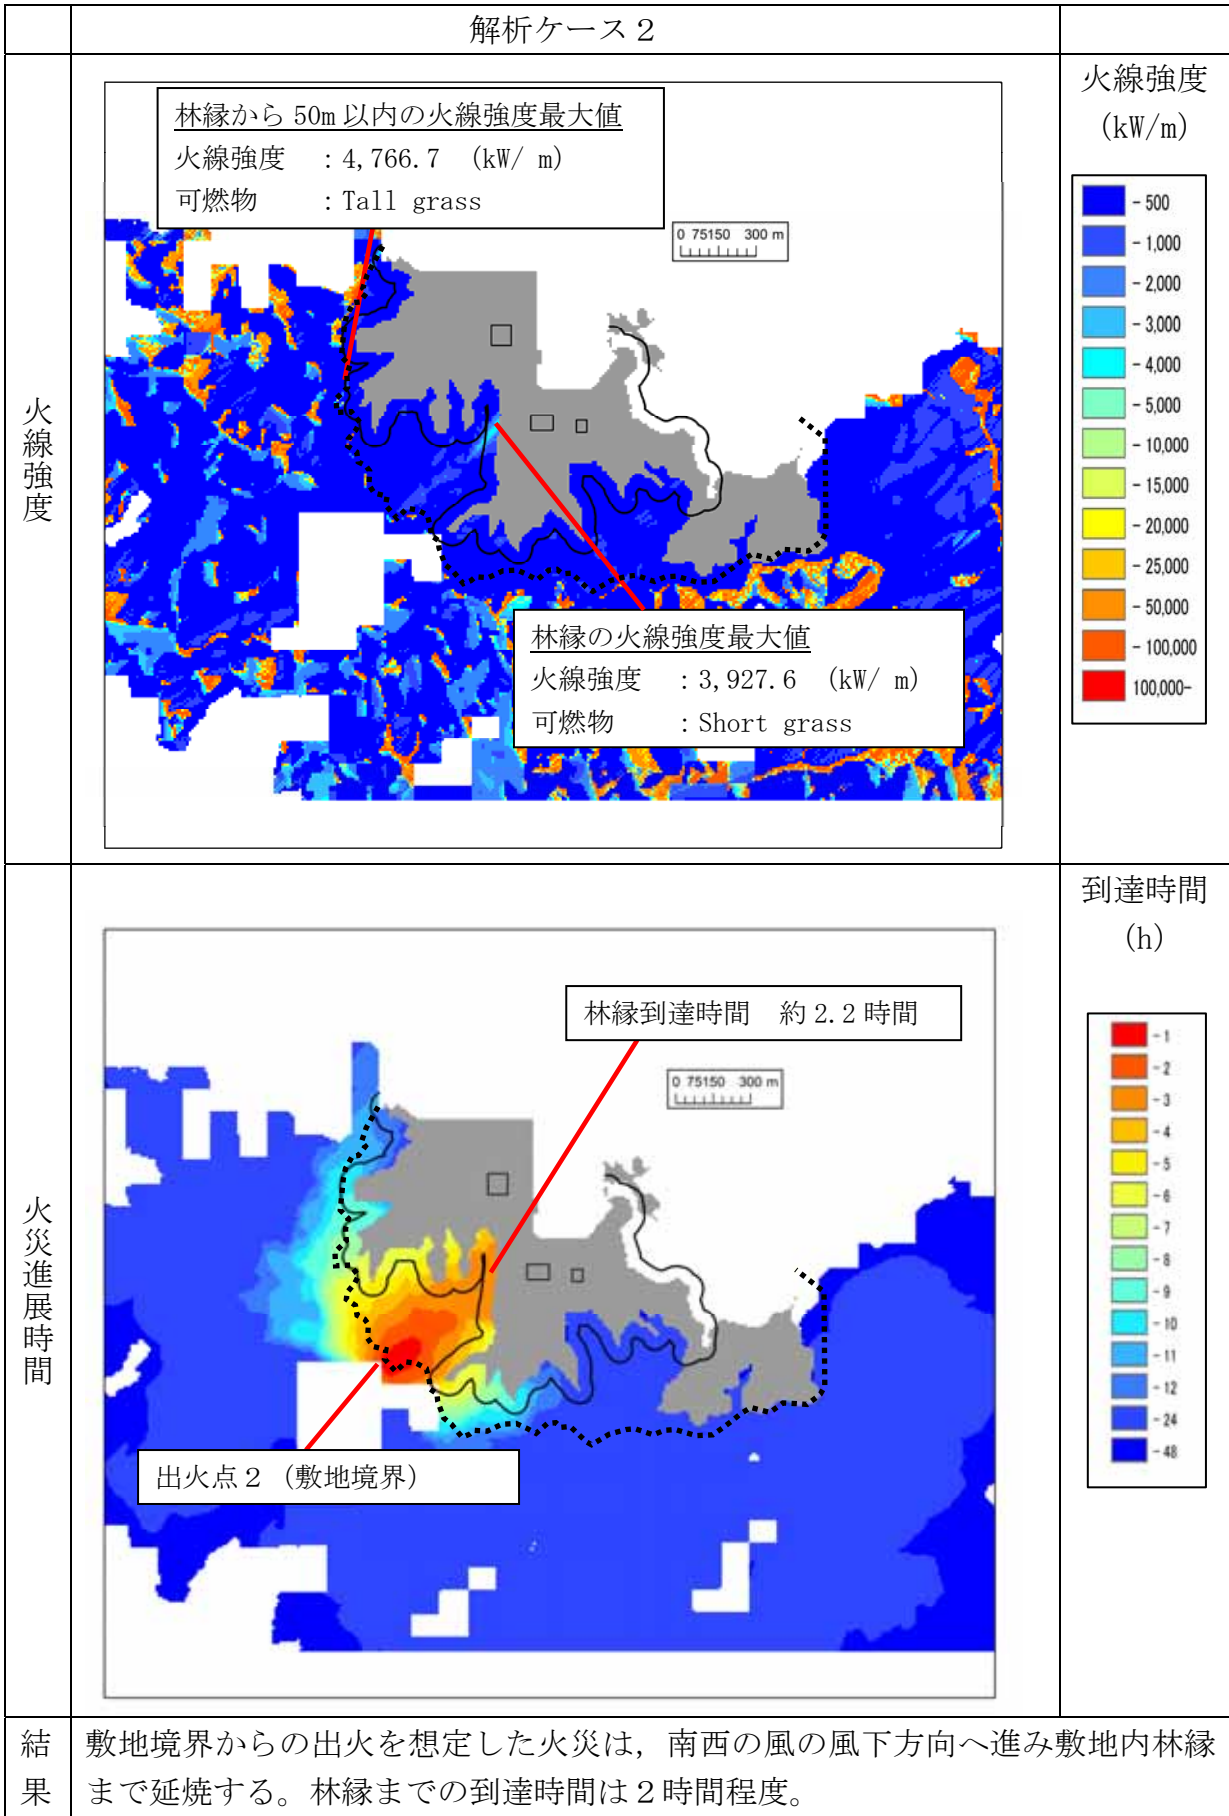 解析ケース２
火線強度
火線強度
(kW/m)
林縁から 50m 以内の火線強度最大値
火線強度 : 4,766.7 (kW/ m)
可燃物 : Tall grass
0 75150 300 m
林縁の火線強度最大値
火線強度 : 3,927.6 (kW/ m)
可燃物 : Short grass
- 500
- 1,000
- 2,000
- 3,000
- 4,000
- 5,000
- 10,000
- 15,000
- 20,000
- 25,000
- 50,000
- 100,000
100,000-
火災進展時間
到達時間
(h)
林縁到達時間 約 2.2 時間
0 75150 300 m
出火点２（敷地境界）
- 1
- 2
- 3
- 4
- 5
- 6
- 7
- 8
- 9
- 10
- 11
- 12
- 24
- 48
結果
敷地境界からの出火を想定した火災は，南西の風の風下方向へ進み敷地内林縁
まで延焼する。林縁までの到達時間は２時間程度。